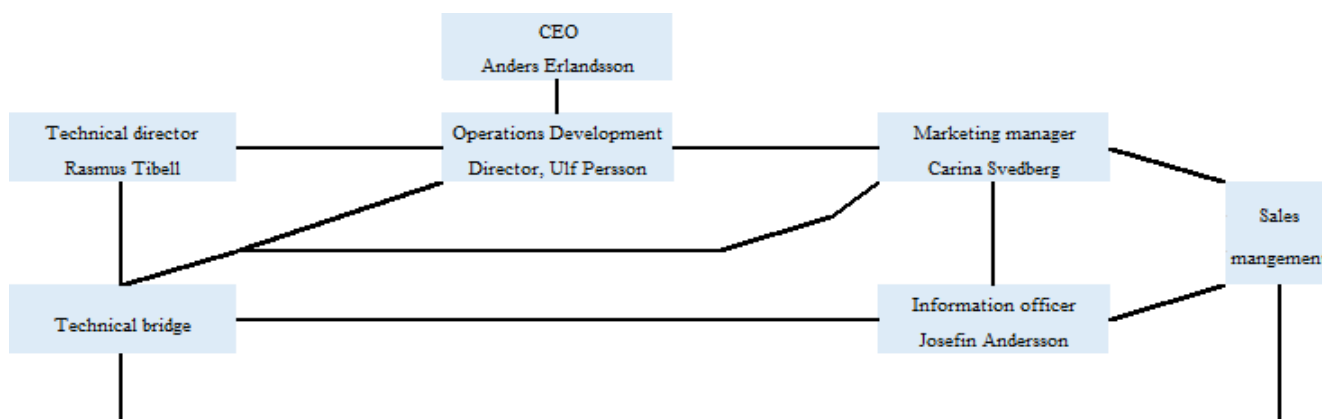 CEO
Anders Erlandsson
Technical director
Rasmus Tibell
Operations Development
Director, Ulf Persson
Marketing manager
Carina Svedberg
Sales
mangemen
Technical bridge
Information officer
Josefin Andersson